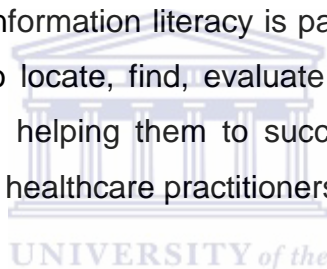 nformation literacy is pa
o locate, find, evaluate
helping them to succ
healthcare practitioners
UNIVERSITY of the